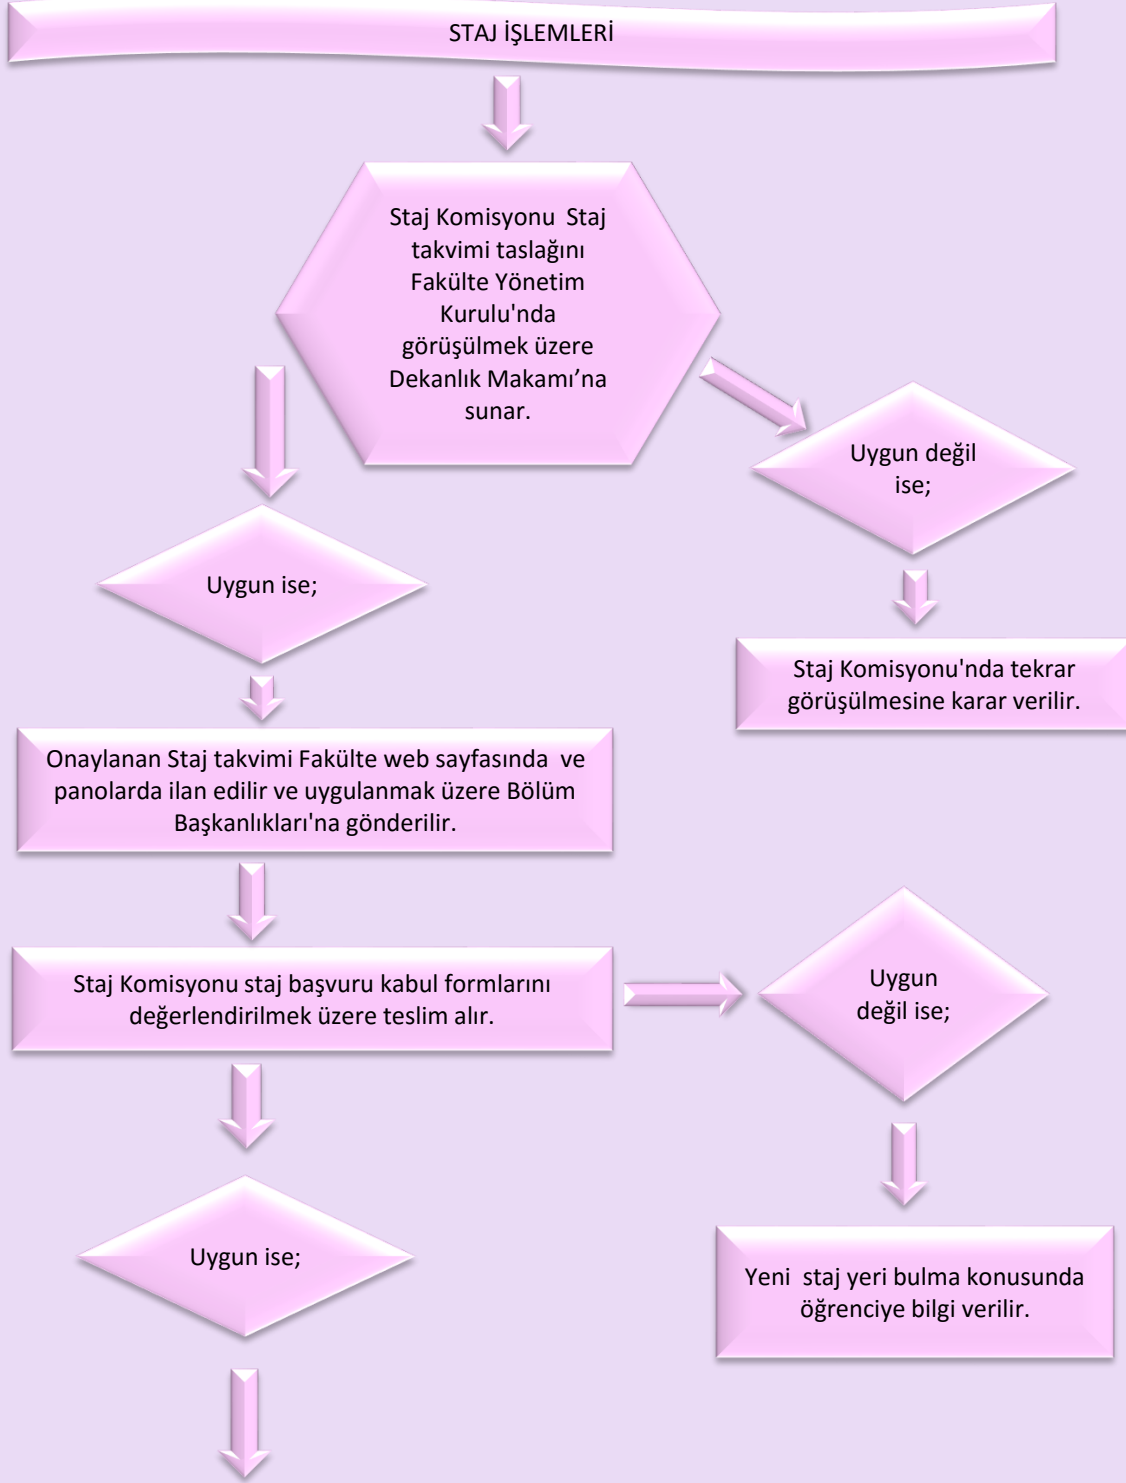 STAJ İŞLEMLERİ
Staj Komisyonu  Staj
takvimi taslağını
Fakülte Yönetim
Kurulu'nda
görüşülmek üzere
Dekanlık Makamı’na
sunar.
Uygun değil
ise;
Uygun ise;
Staj Komisyonu'nda tekrar
görüşülmesine karar verilir.
Onaylanan Staj takvimi Fakülte web sayfasında  ve
panolarda ilan edilir ve uygulanmak üzere Bölüm
Başkanlıkları'na gönderilir.
Staj Komisyonu staj başvuru kabul formlarını
değerlendirilmek üzere teslim alır.
Uygun
değil ise;
Uygun ise;
Yeni  staj yeri bulma konusunda
öğrenciye bilgi verilir.